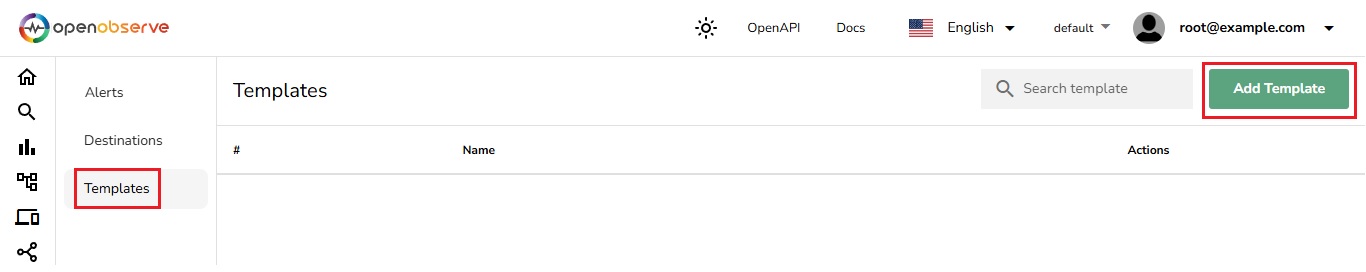 openobserve
OpenAPI
Docs
English
default
root@example.com
Alerts
Destinations
Templates
Templates
Search template
Add Template
# Name Actions